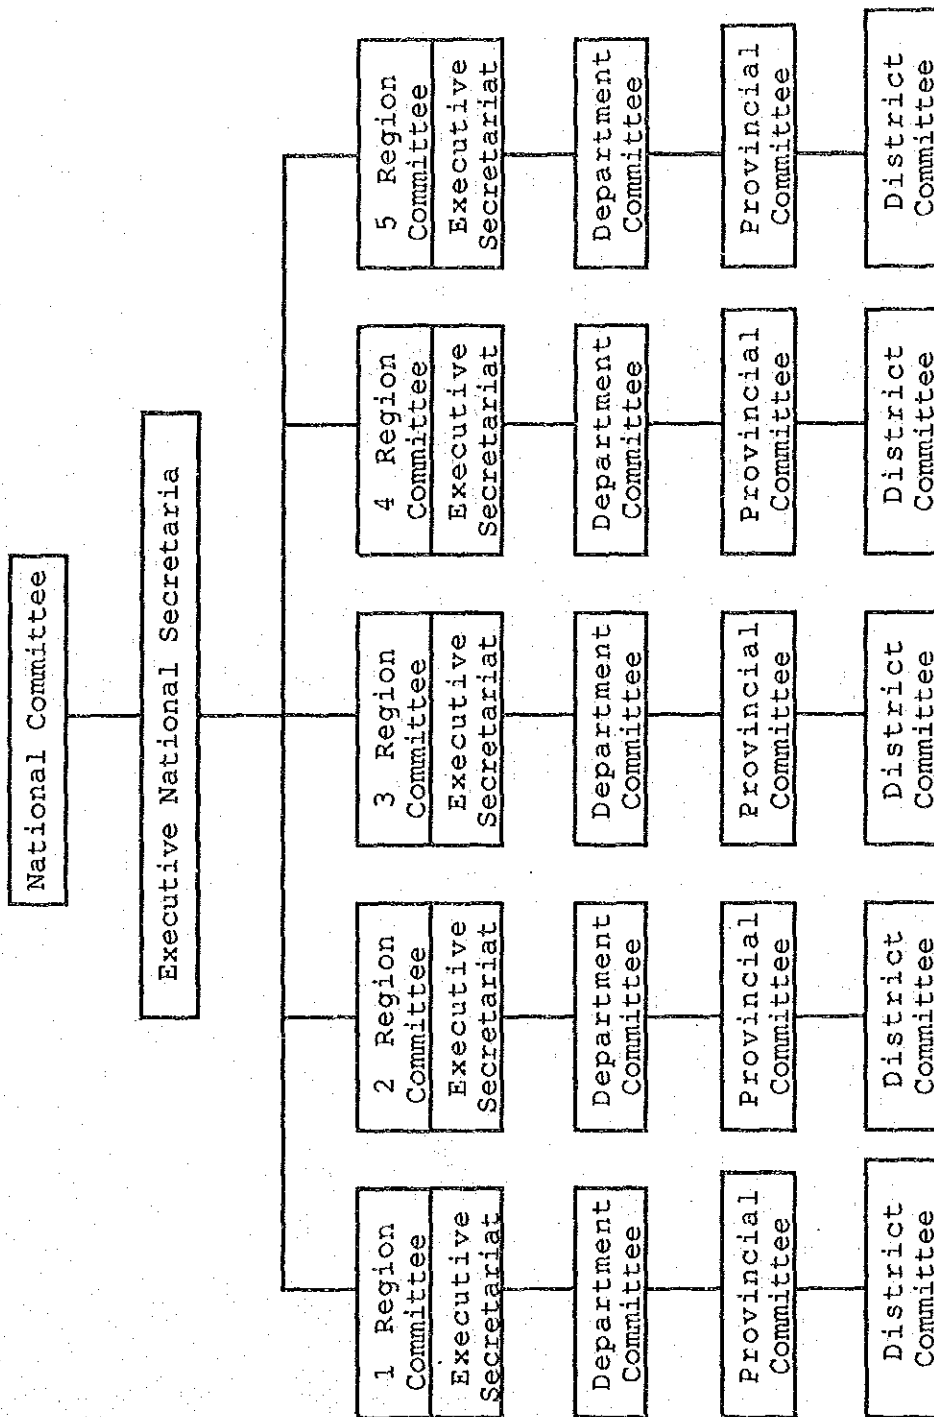 National Committee
Executive National Secretaria
1 Region
Committee
Executive
Secretariat
Department
Committee
Provincial
Committee
District
Committee
2 Region
Committee
Executive
Secretariat
Department
Committee
Provincial
Committee
District
Committee
3 Region
Committee
Executive
Secretariat
Department
Committee
Provincial
Committee
District
Committee
4 Region
Committee
Executive
Secretariat
Department
Committee
Provincial
Committee
District
Committee
5 Region
Committee
Executive
Secretariat
Department
Committee
Provincial
Committee
District
Committee